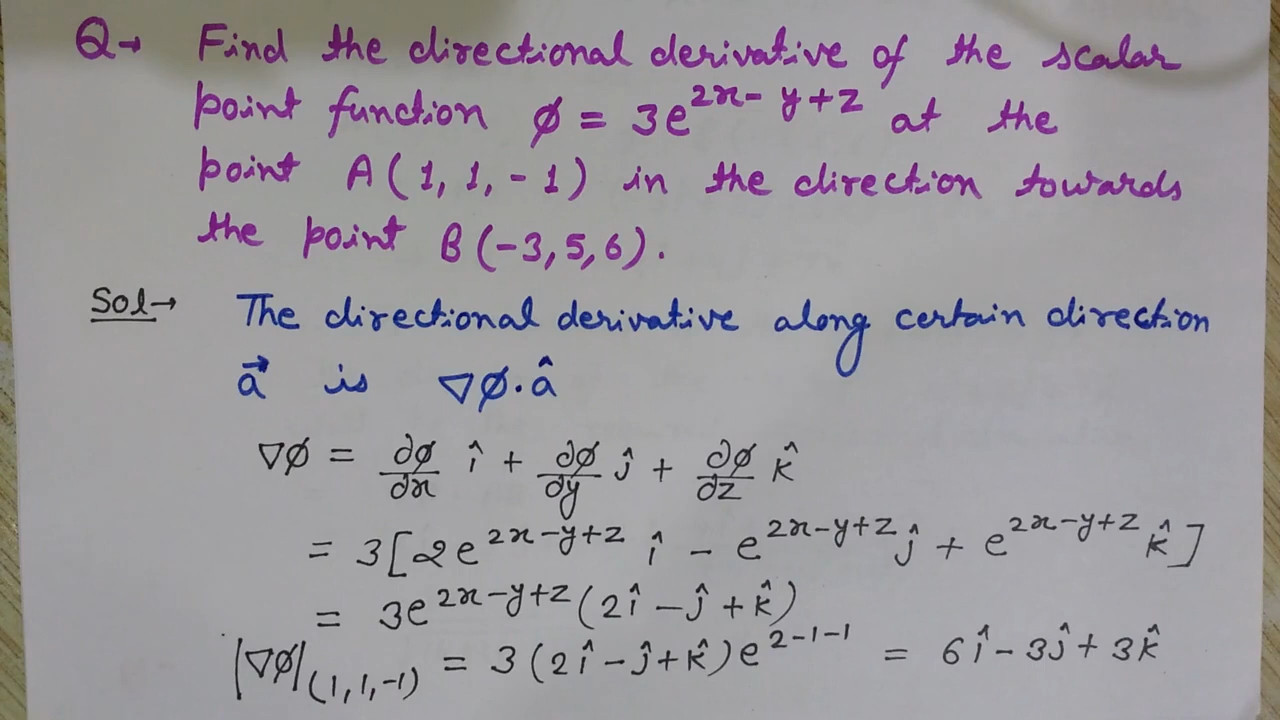 Q→ Find the directional derivative of the scalar
point function ϕ = 3e^{2x-y+z} at the
point A(1, 1, -1) in the direction towards
the point B(-3, 5, 6).
Sol→ The directional derivative along certain direction
a⃗ is ∇ϕ.â
∇ϕ = ∂ϕ/∂x î + ∂ϕ/∂y ĵ + ∂ϕ/∂z k̂
= 3[2e^{2x-y+z} î - e^{2x-y+z} ĵ + e^{2x-y+z} k̂]
= 3e^{2x-y+z}(2î - ĵ + k̂)
|∇ϕ|_{(1,1,-1)} = 3(2î - ĵ + k̂)e^{2-1-1} = 6î - 3ĵ + 3k̂